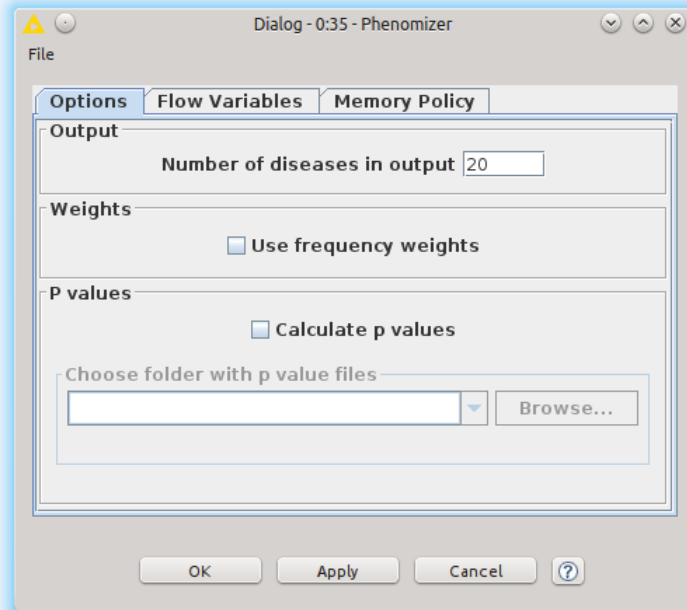 Dialog - 0:35 - Phenomizer
File
Options Flow Variables Memory Policy
Output
Number of diseases in output 20
Weights
Use frequency weights
P values
Calculate p values
Choose folder with p value files
Browse...
OK Apply Cancel ?